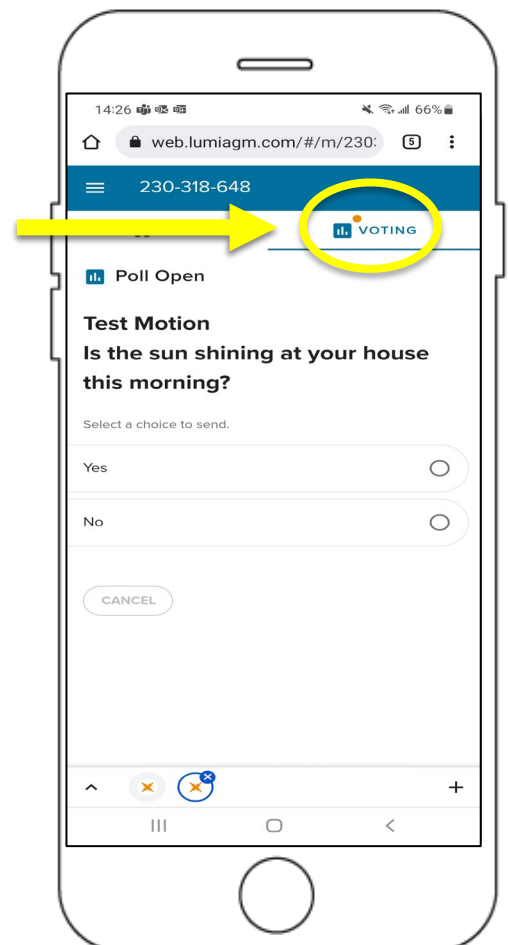 14:26 66%
web.lumiagm.com/#/m/230: 5
230-318-648
VOTING
Poll Open
Test Motion
Is the sun shining at your house
this morning?
Select a choice to send.
Yes
No
CANCEL